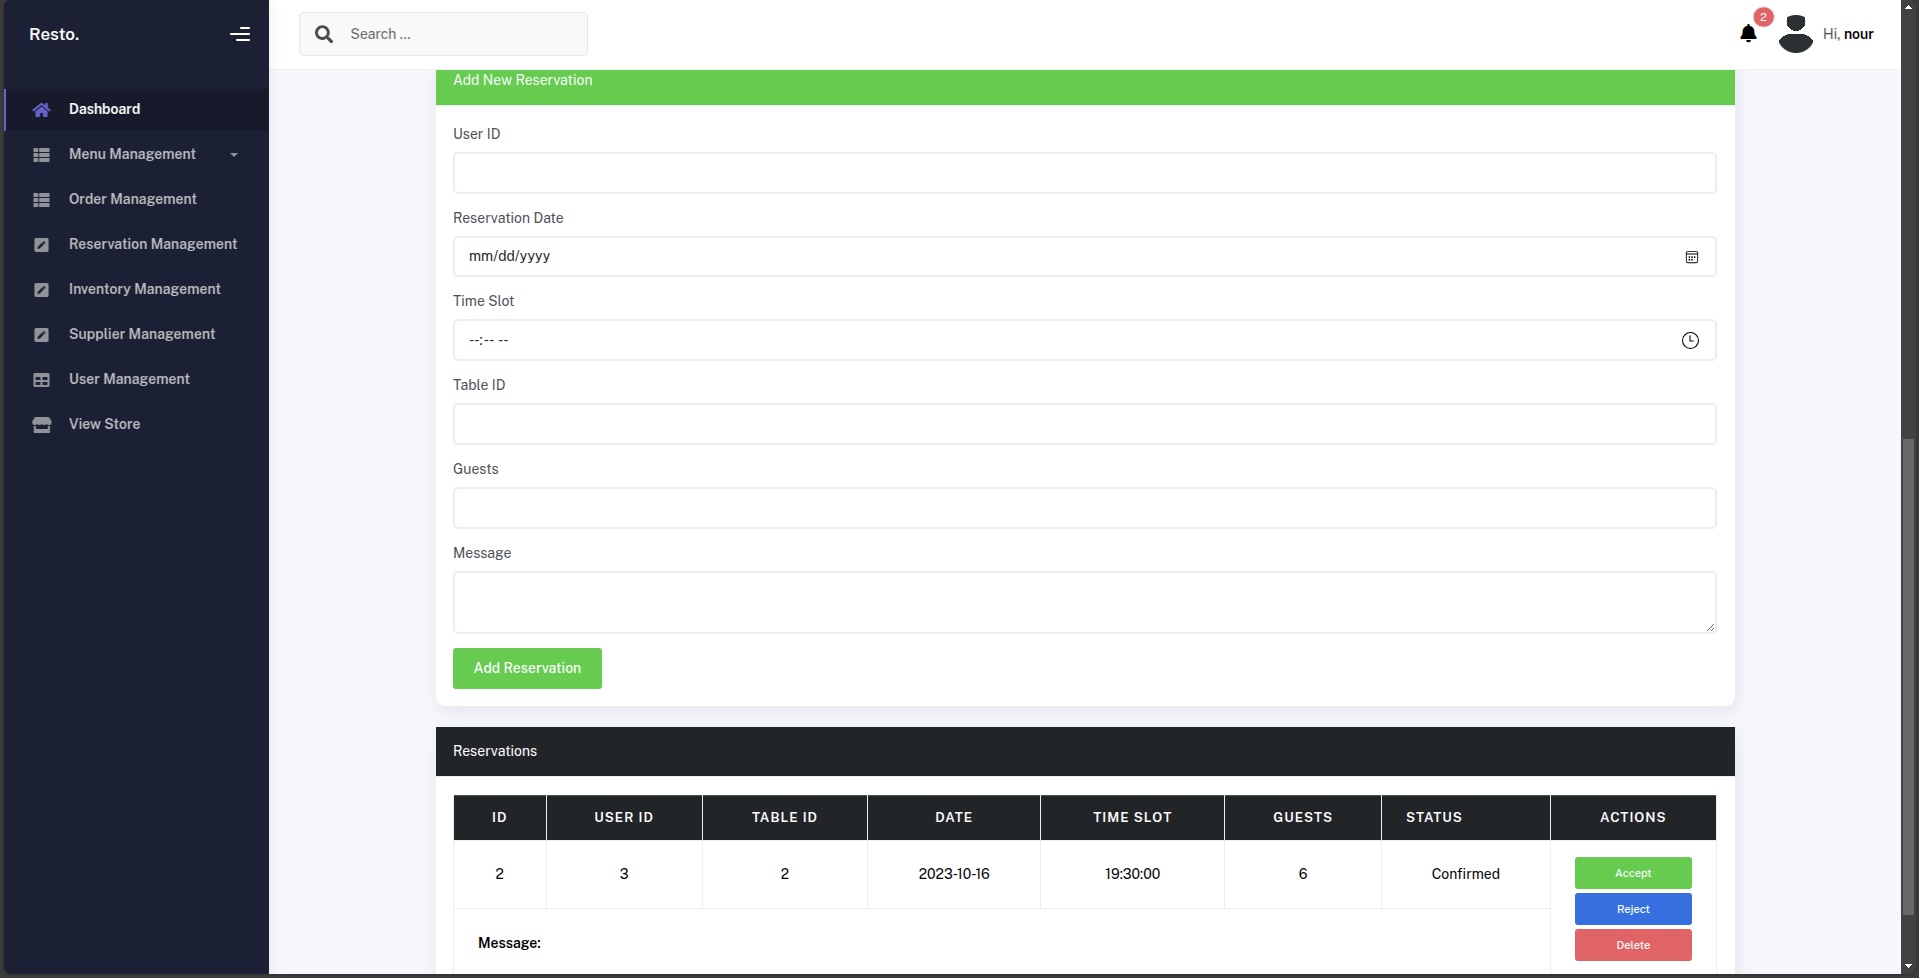 Resto.
Search ...
2
Hi, nour
Dashboard
Menu Management
Order Management
Reservation Management
Inventory Management
Supplier Management
User Management
View Store
Add New Reservation
User ID
Reservation Date
mm/dd/yyyy
Time Slot
--:-- --
Table ID
Guests
Message
Add Reservation
Reservations
ID USER ID TABLE ID DATE TIME SLOT GUESTS STATUS ACTIONS
2 3 2 2023-10-16 19:30:00 6 Confirmed Accept
Reject
Message: Delete